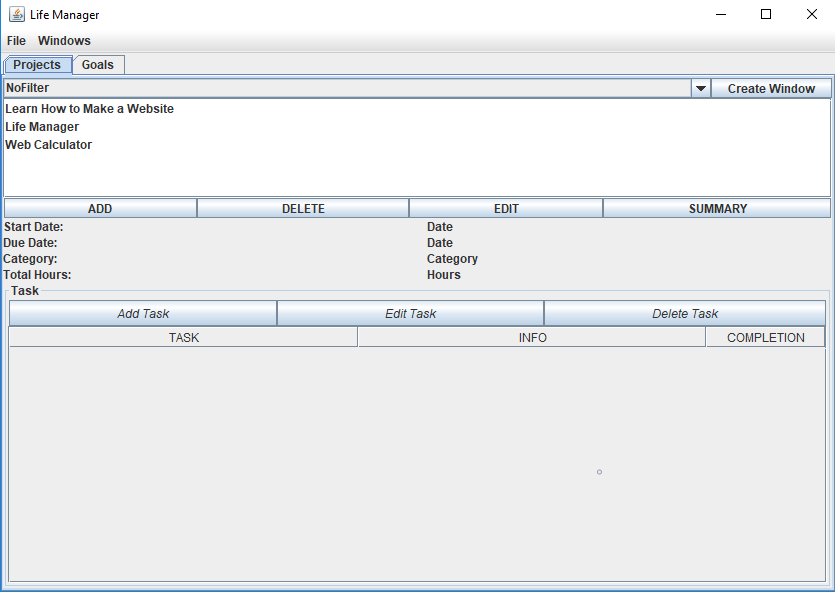 Life Manager
File Windows
Projects Goals
NoFilter Create Window
Learn How to Make a Website
Life Manager
Web Calculator
ADD DELETE EDIT SUMMARY
Start Date: Date
Due Date: Date
Category: Category
Total Hours: Hours
Task
Add Task Edit Task Delete Task
TASK INFO COMPLETION